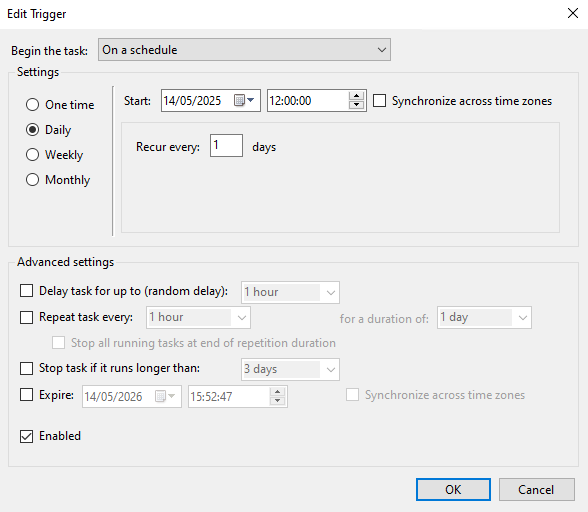 Edit Trigger
Begin the task: On a schedule
Settings
One time
Start: 14/05/2025 12:00:00 Synchronize across time zones
Daily
Recur every: 1 days
Weekly
Monthly
Advanced settings
Delay task for up to (random delay): 1 hour
Repeat task every: 1 hour for a duration of: 1 day
Stop all running tasks at end of repetition duration
Stop task if it runs longer than: 3 days
Expire: 14/05/2026 15:52:47 Synchronize across time zones
Enabled
OK Cancel